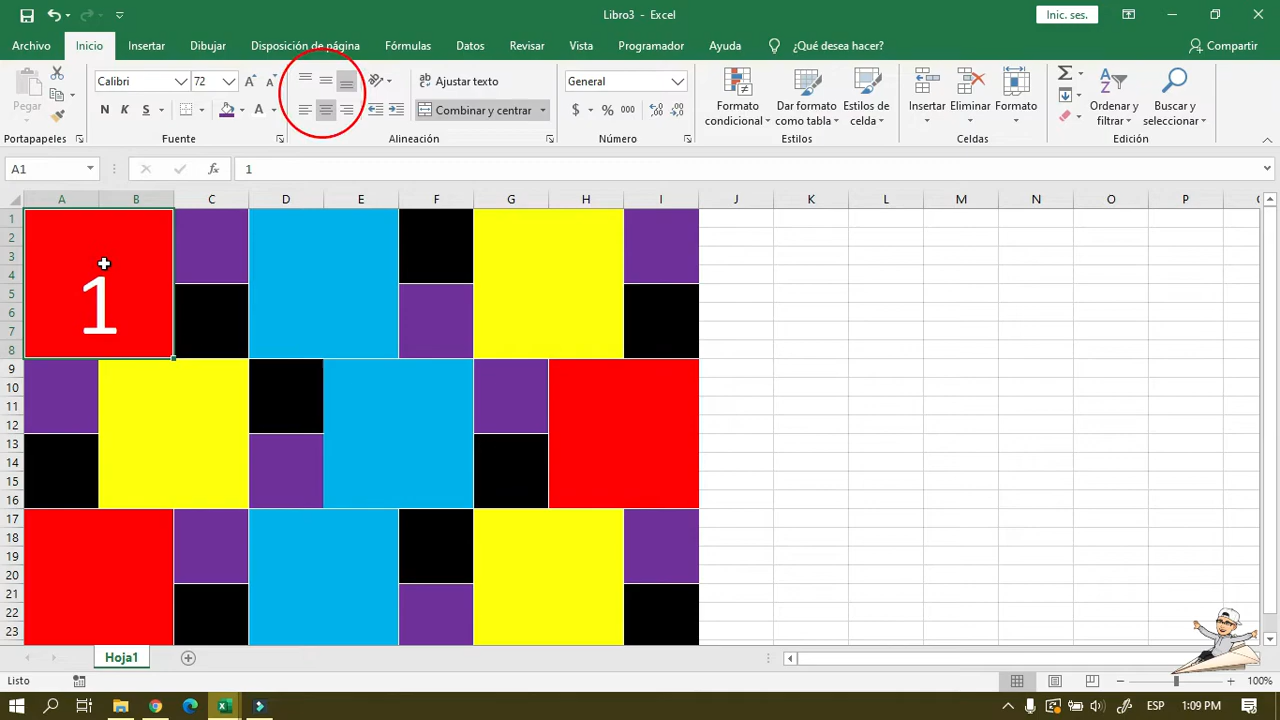 Libro3 - Excel
Inic. ses.
Archivo Inicio Insertar Dibujar Disposición de página Fórmulas Datos Revisar Vista Programador Ayuda ¿Qué desea hacer? Compartir
Pegar
Calibri 72
N K S
A A
A
ab
ab Ajustar texto
Combinar y centrar
General
$ % 000
Formato condicional
Dar formato como tabla
Estilos de celda
Insertar Eliminar Formato
Ordenar y filtrar
Buscar y seleccionar
Portapapeles Fuente Alineación Número Estilos Celdas Edición
A1 fx 1
A B C D E F G H I J K L M N O P
1
2
3
4
5
6
7
8
9
10
11
12
13
14
15
16
17
18
19
20
21
22
23
1
Hoja1
Listo
100%
ESP 1:09 PM